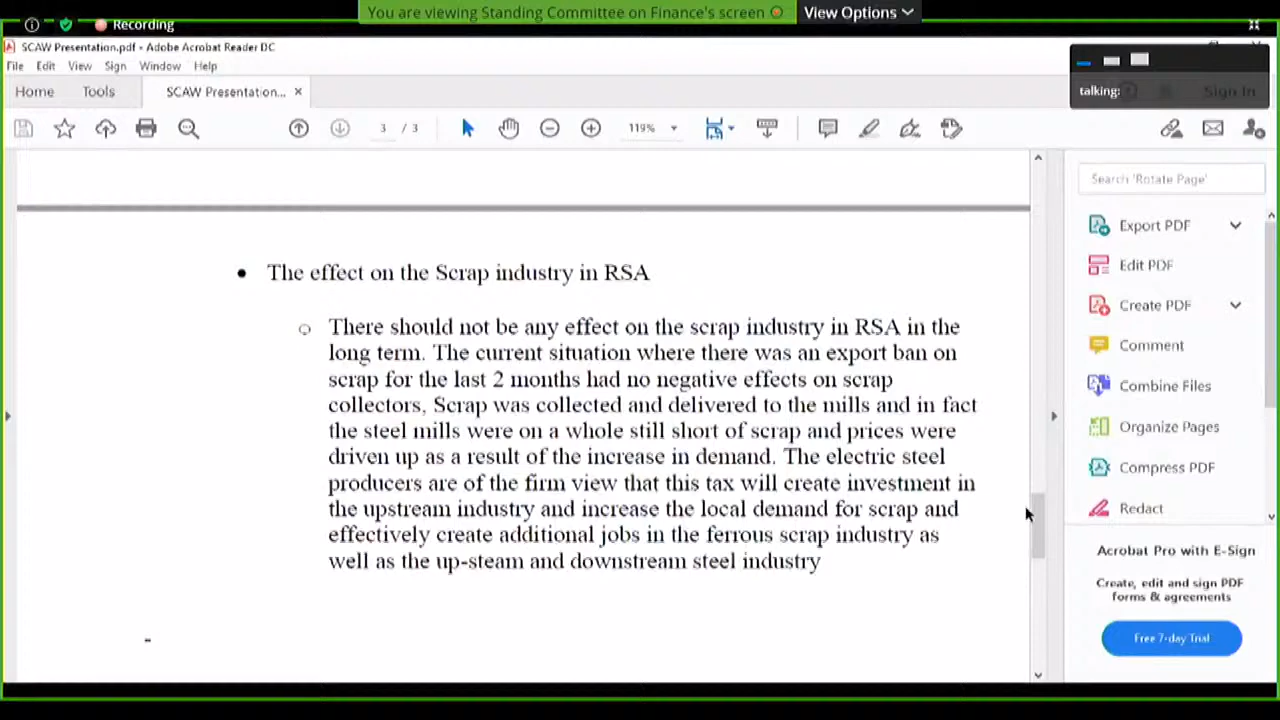 You are viewing Standing Committee on Finance's screen
View Options
Recording
SCAW Presentation.pdf - Adobe Acrobat Reader DC
File Edit View Sign Window Help
talking:
Home Tools SCAW Presentation... ×
Sign In
3 / 3
119%
Search 'Rotate Page'
Export PDF
Edit PDF
Create PDF
Comment
Combine Files
Organize Pages
Compress PDF
Redact
Acrobat Pro with E-Sign
Create, edit and sign PDF
forms & agreements
Free 7-day Trial
• The effect on the Scrap industry in RSA
○ There should not be any effect on the scrap industry in RSA in the
long term. The current situation where there was an export ban on
scrap for the last 2 months had no negative effects on scrap
collectors, Scrap was collected and delivered to the mills and in fact
the steel mills were on a whole still short of scrap and prices were
driven up as a result of the increase in demand. The electric steel
producers are of the firm view that this tax will create investment in
the upstream industry and increase the local demand for scrap and
effectively create additional jobs in the ferrous scrap industry as
well as the up-steam and downstream steel industry
-